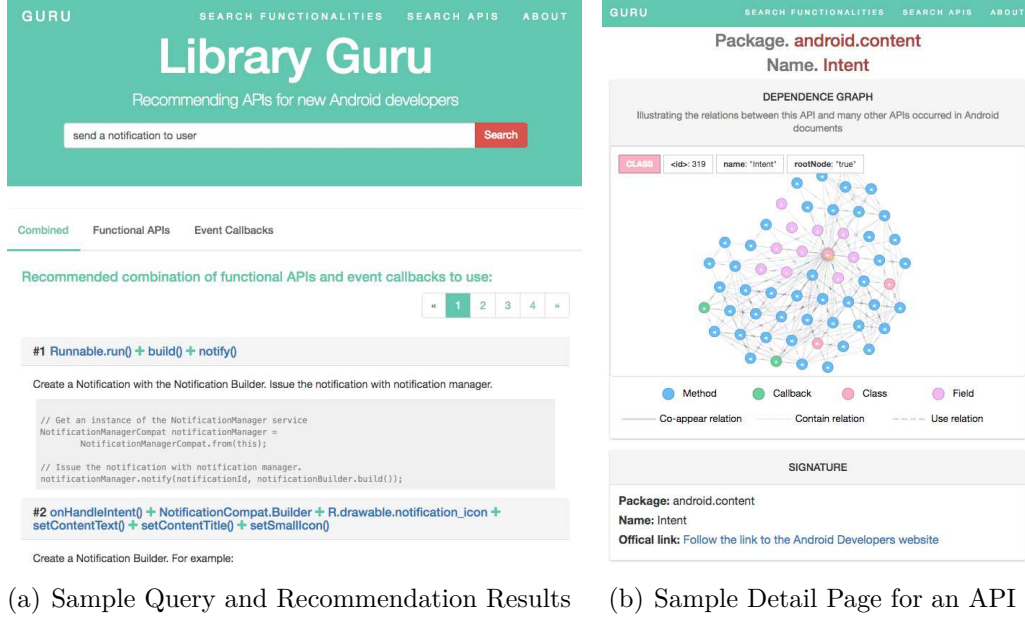 GURU SEARCH FUNCTIONALITIES SEARCH APIS ABOUT
Library Guru
Recommending APIs for new Android developers
send a notification to user Search
Combined Functional APIs Event Callbacks
Recommended combination of functional APIs and event callbacks to use:
« 1 2 3 4 »
#1 Runnable.run() + build() + notify()
Create a Notification with the Notification Builder. Issue the notification with notification manager.
// Get an instance of the NotificationManager service
NotificationManagerCompat notificationManager =
NotificationManagerCompat.from(this);
// Issue the notification with notification manager.
notificationManager.notify(notificationId, notificationBuilder.build());
#2 onHandleIntent() + NotificationCompat.Builder + R.drawable.notification_icon +
setContentText() + setContentTitle() + setSmallIcon()
Create a Notification Builder. For example:
(a) Sample Query and Recommendation Results
GURU SEARCH FUNCTIONALITIES SEARCH APIS ABOUT
Package. android.content
Name. Intent
DEPENDENCE GRAPH
Illustrating the relations between this API and many other APIs occurred in Android
documents
CLASS <id>: 319 name: "Intent" rootNode: "true"
Method Callback Class Field
Co-appear relation Contain relation Use relation
SIGNATURE
Package: android.content
Name: Intent
Offical link: Follow the link to the Android Developers website
(b) Sample Detail Page for an API